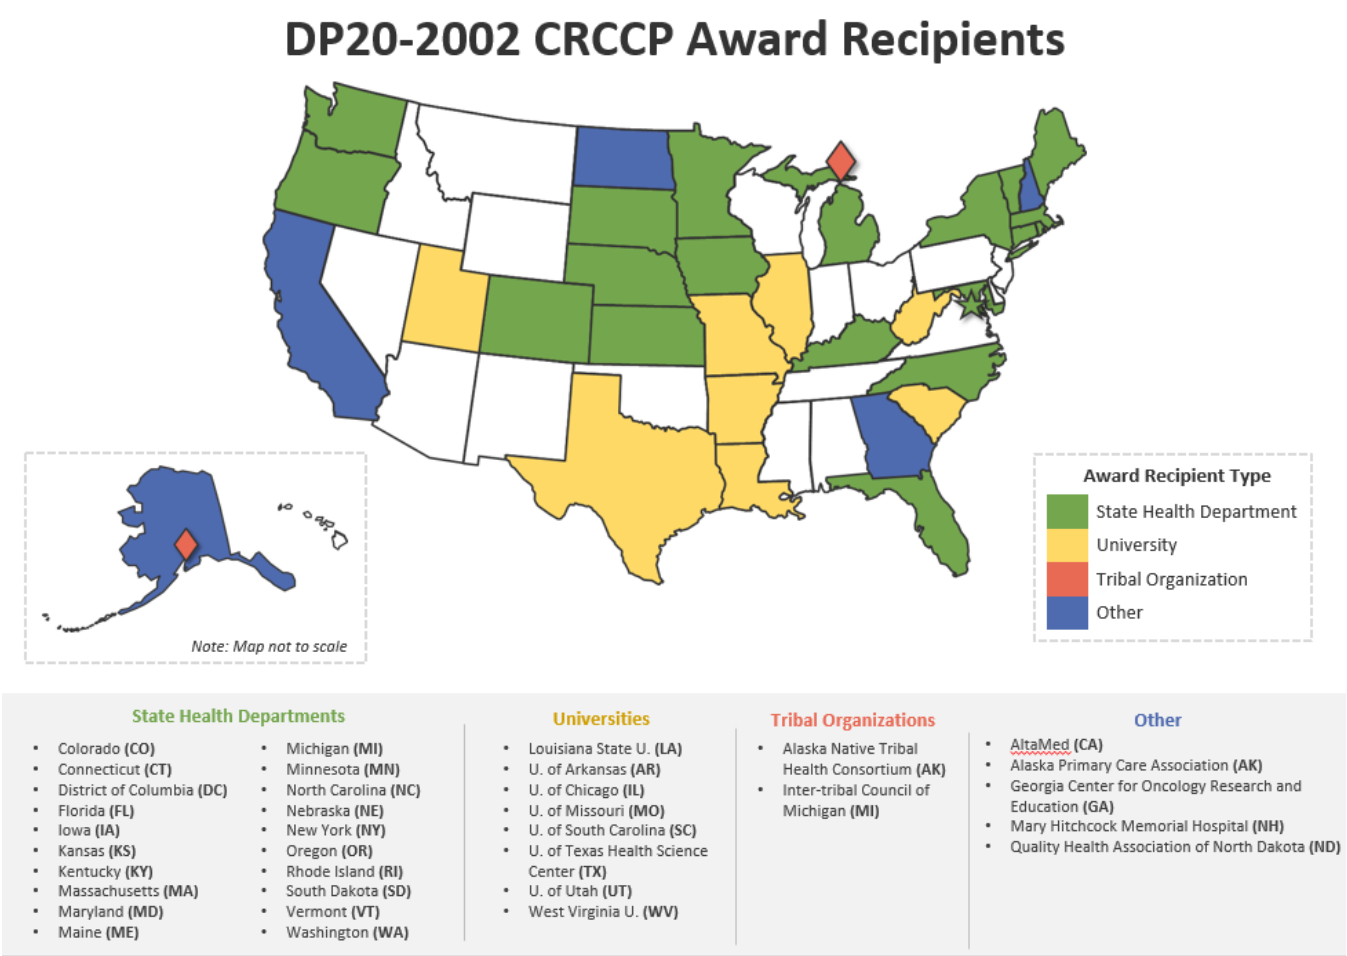 DP20-2002 CRCCP Award Recipients
Note: Map not to scale
Award Recipient Type
State Health Department
University
Tribal Organization
Other
State Health Departments
• Colorado (CO)
• Connecticut (CT)
• District of Columbia (DC)
• Florida (FL)
• Iowa (IA)
• Kansas (KS)
• Kentucky (KY)
• Massachusetts (MA)
• Maryland (MD)
• Maine (ME)
• Michigan (MI)
• Minnesota (MN)
• North Carolina (NC)
• Nebraska (NE)
• New York (NY)
• Oregon (OR)
• Rhode Island (RI)
• South Dakota (SD)
• Vermont (VT)
• Washington (WA)
Universities
• Louisiana State U. (LA)
• U. of Arkansas (AR)
• U. of Chicago (IL)
• U. of Missouri (MO)
• U. of South Carolina (SC)
• U. of Texas Health Science
Center (TX)
• U. of Utah (UT)
• West Virginia U. (WV)
Tribal Organizations
• Alaska Native Tribal
Health Consortium (AK)
• Inter-tribal Council of
Michigan (MI)
Other
• AltaMed (CA)
• Alaska Primary Care Association (AK)
• Georgia Center for Oncology Research and
Education (GA)
• Mary Hitchcock Memorial Hospital (NH)
• Quality Health Association of North Dakota (ND)